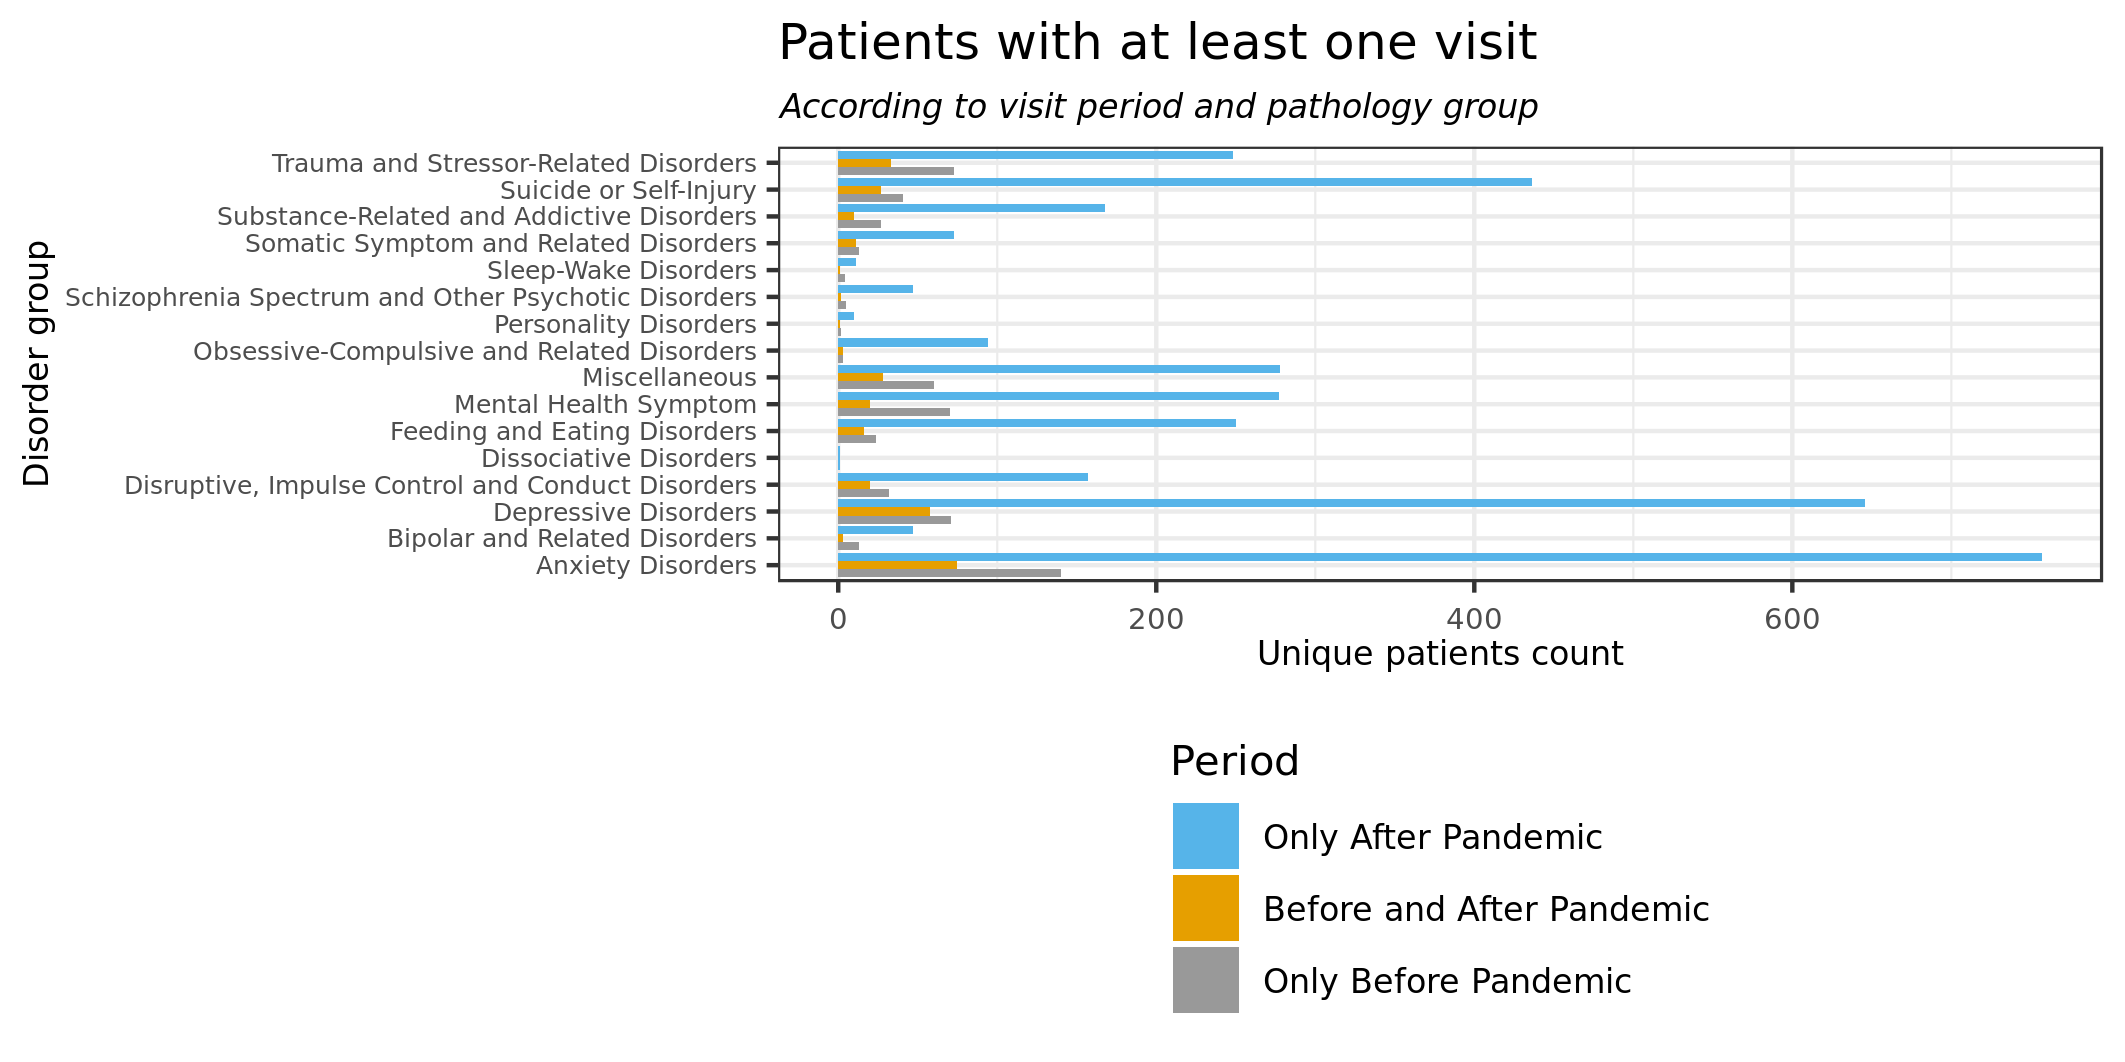 Patients with at least one visit
According to visit period and pathology group
Disorder group
Trauma and Stressor-Related Disorders
Suicide or Self-Injury
Substance-Related and Addictive Disorders
Somatic Symptom and Related Disorders
Sleep-Wake Disorders
Schizophrenia Spectrum and Other Psychotic Disorders
Personality Disorders
Obsessive-Compulsive and Related Disorders
Miscellaneous
Mental Health Symptom
Feeding and Eating Disorders
Dissociative Disorders
Disruptive, Impulse Control and Conduct Disorders
Depressive Disorders
Bipolar and Related Disorders
Anxiety Disorders
0 200 400 600
Unique patients count
Period
Only After Pandemic
Before and After Pandemic
Only Before Pandemic